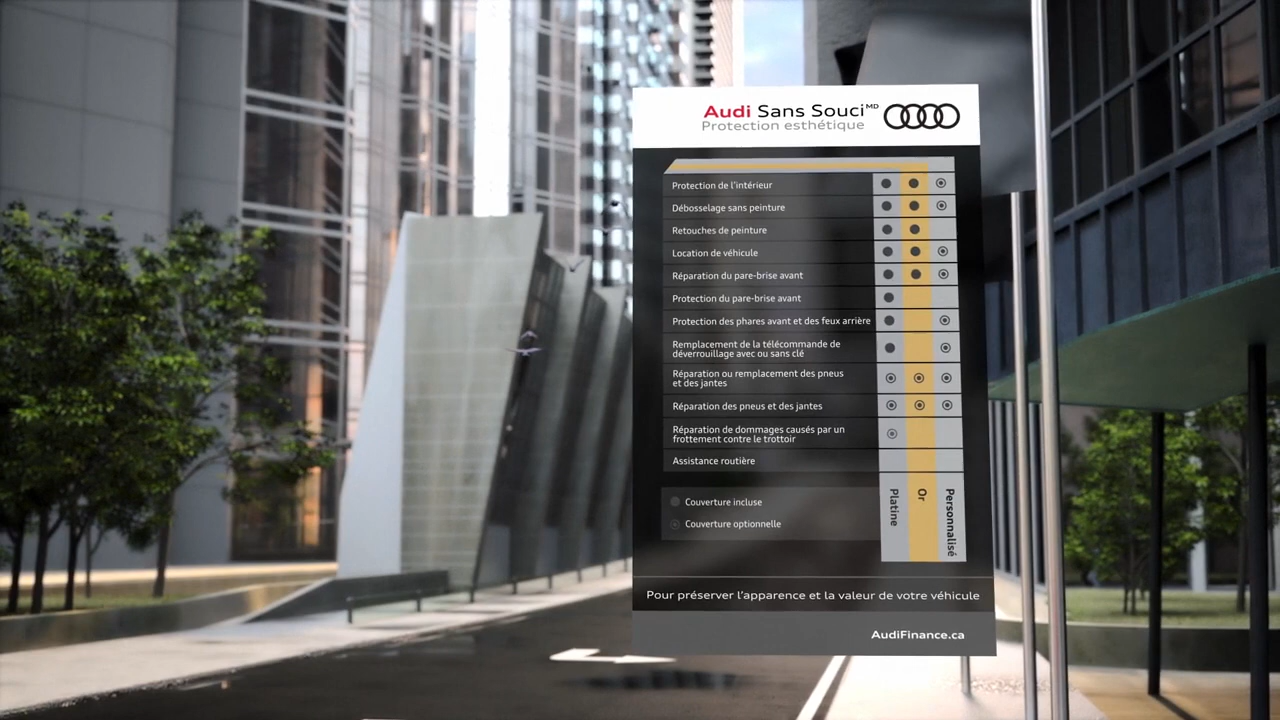 Audi Sans Souci MD
Protection esthétique
Protection de l'intérieur
Débosselage sans peinture
Retouches de peinture
Location de véhicule
Réparation du pare-brise avant
Protection du pare-brise avant
Protection des phares avant et des feux arrière
Remplacement de la télécommande de
déverrouillage avec ou sans clé
Réparation ou remplacement des pneus
et des jantes
Réparation des pneus et des jantes
Réparation de dommages causés par un
frottement contre le trottoir
Assistance routière
Platine
Or
Personnalisé
Couverture incluse
Couverture optionnelle
Pour préserver l'apparence et la valeur de votre véhicule
AudiFinance.ca